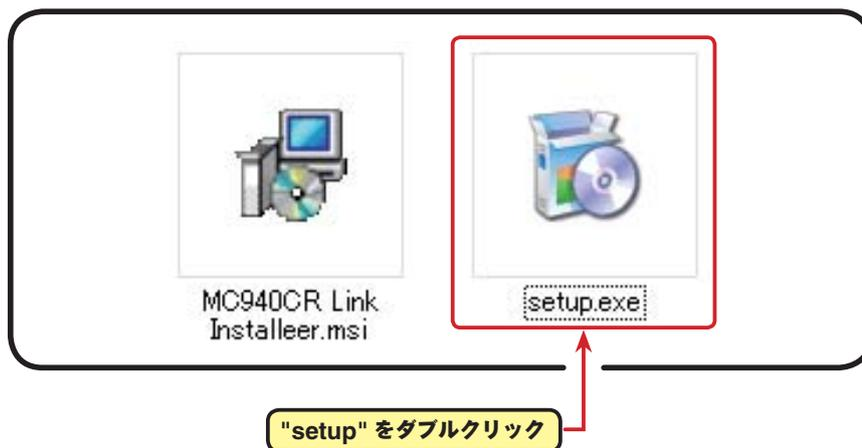 MC940CR Link
Installeer.msi
setup.exe
"setup" をダブルクリック